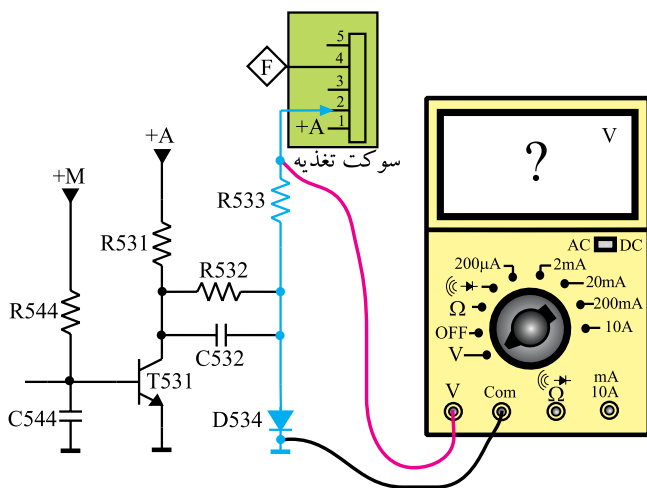 5
4
3
2
1
F
+A
سوکت تغذیه
+A
+M
R533
R531
R532
R544
C532
T531
C544
D534
V
?
AC DC
200µA
2mA
20mA
200mA
10A
Ω
OFF
V
V
Com
Ω
mA
10A